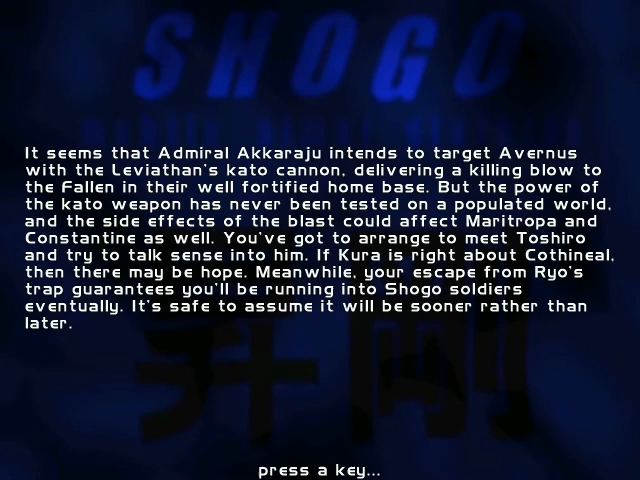 SHOGO
It seems that Admiral Akkaraju intends to target Avernus
with the Leviathan's kato cannon, delivering a killing blow to
the Fallen in their well fortified home base. But the power of
the kato weapon has never been tested on a populated world,
and the side effects of the blast could affect Maritropa and
Constantine as well. You've got to arrange to meet Toshiro
and try to talk sense into him. If Kura is right about Cothineal,
then there may be hope. Meanwhile, your escape from Ryo's
trap guarantees you'll be running into Shogo soldiers
eventually. It's safe to assume it will be sooner rather than
later.
press a key...